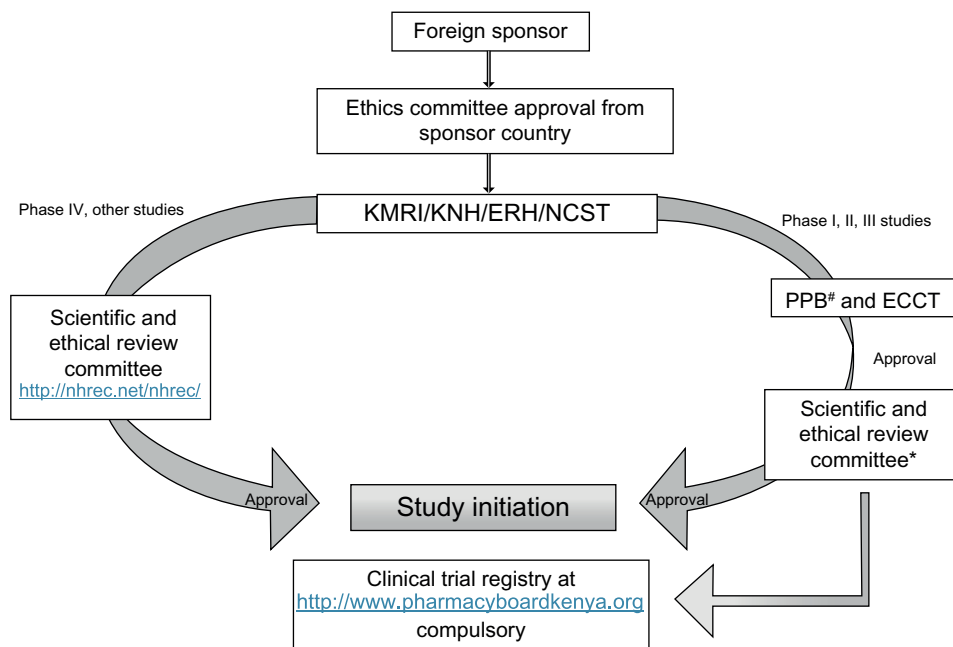 Foreign sponsor
Ethics committee approval from
sponsor country
Phase IV, other studies
KMRI/KNH/ERH/NCST
Phase I, II, III studies
Scientific and
ethical review
committee
http://nhrec.net/nhrec/
PPB# and ECCT
Approval
Scientific and
ethical review
committee*
Approval
Study initiation
Approval
Clinical trial registry at
http://www.pharmacyboardkenya.org
compulsory